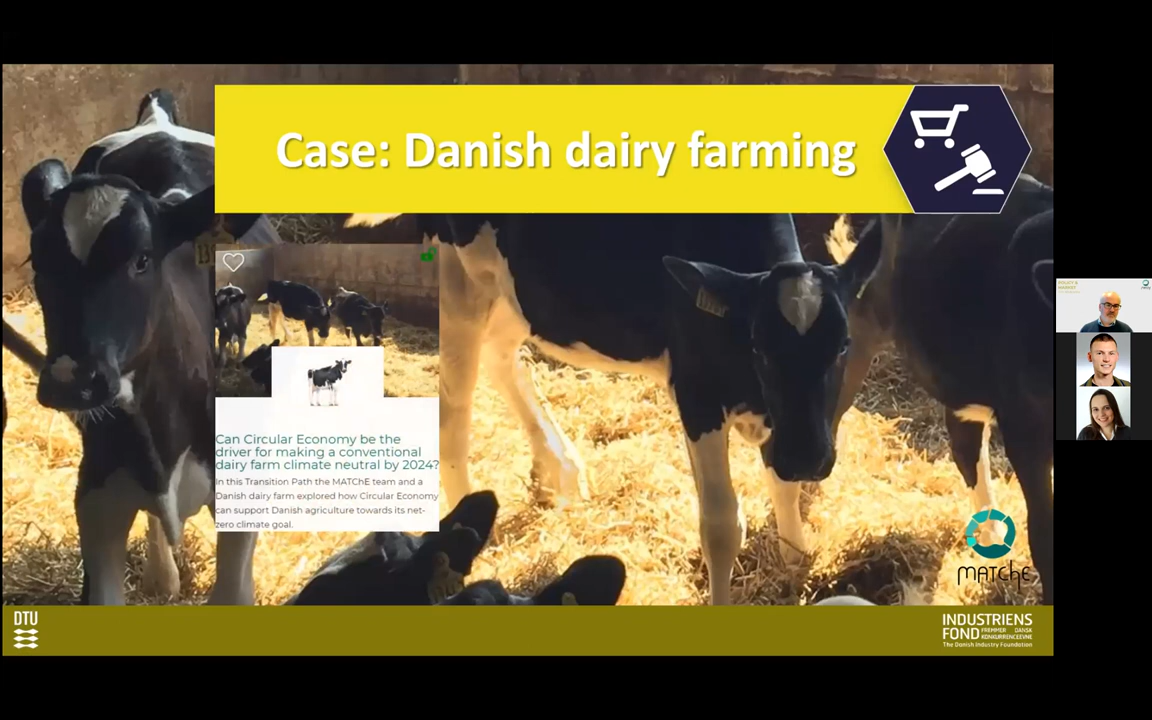 Case: Danish dairy farming
Can Circular Economy be the
driver for making a conventional
dairy farm climate neutral by 2024?
In this Transition Path the MATChE team and a
Danish dairy farm explored how Circular Economy
can support Danish agriculture towards its net-
zero climate goal.
MATChE
DTU
INDUSTRIENS
FOND FREMMER DANSK
KONKURRENCEEVNE
The Danish Industry Foundation
POLICY &
MARKET